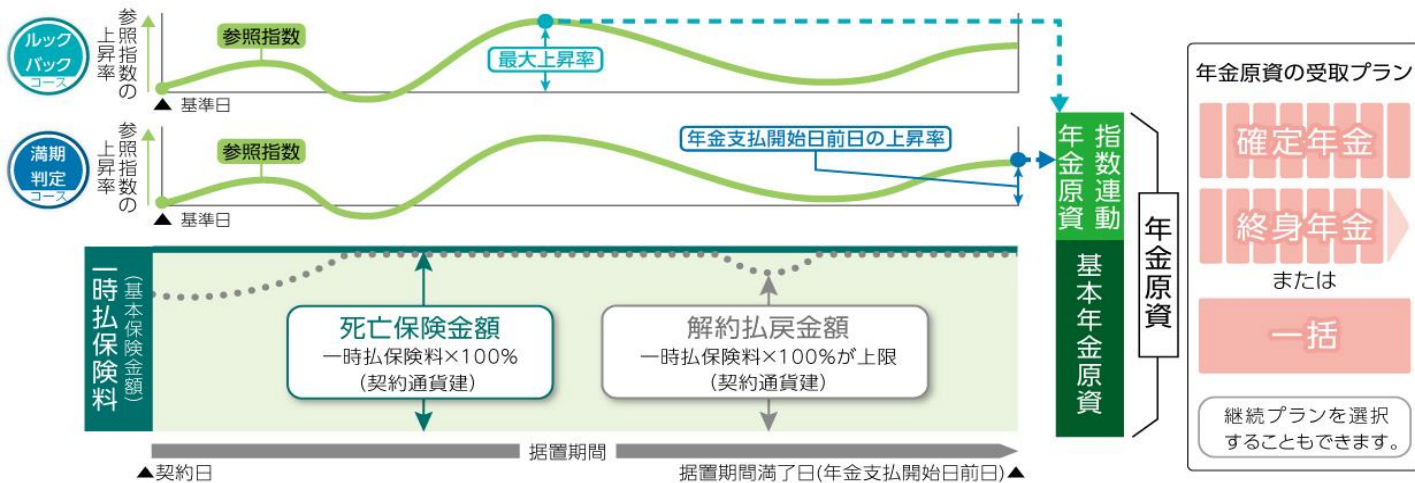 ルック
バック
コース
参照指数の
上昇率
参照指数
最大上昇率
▲ 基準日
満期
判定
コース
参照指数の
上昇率
参照指数
年金支払開始日前日の上昇率
▲ 基準日
一時払保険料
(基本保険金額)
死亡保険金額
一時払保険料×100%
(契約通貨建)
解約払戻金額
一時払保険料×100%が上限
(契約通貨建)
据置期間
▲契約日
据置期間満了日(年金支払開始日前日)▲
指数連動
年金原資
基本年金原資
年金原資
年金原資の受取プラン
確定年金
終身年金
または
一括
継続プランを選択
することもできます。